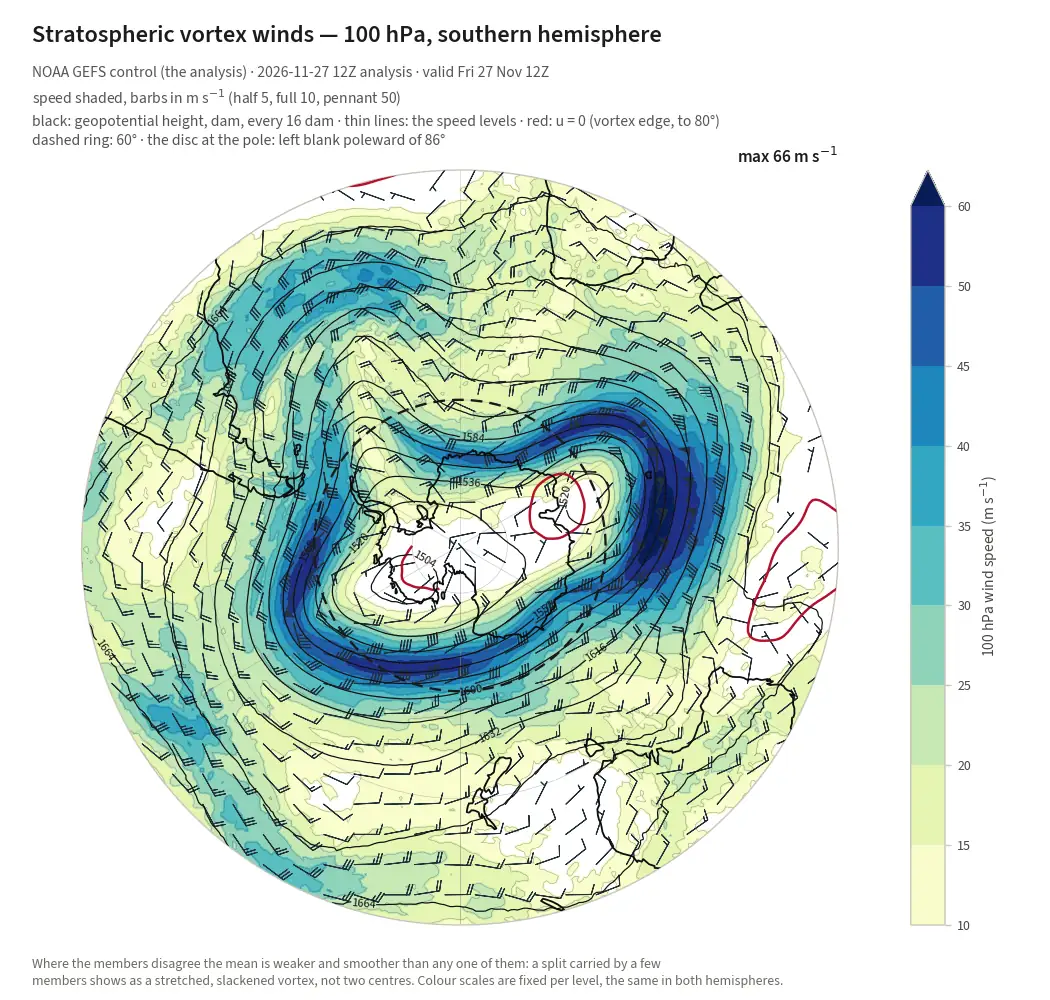 Stratospheric vortex winds — 100 hPa, southern hemisphere
NOAA GEFS control (the analysis) · 2026-11-27 12Z analysis · valid Fri 27 Nov 12Z
speed shaded, barbs in m s⁻¹ (half 5, full 10, pennant 50)
black: geopotential height, dam, every 16 dam · thin lines: the speed levels · red: u = 0 (vortex edge, to 80°)
dashed ring: 60° · the disc at the pole: left blank poleward of 86°
max 66 m s⁻¹
60
50
45
40
35
30
25
20
15
10
100 hPa wind speed (m s⁻¹)
1584
1536
1520
1520
1504
1616
1600
1632
1664
1664
Where the members disagree the mean is weaker and smoother than any one of them: a split carried by a few
members shows as a stretched, slackened vortex, not two centres. Colour scales are fixed per level, the same in both hemispheres.